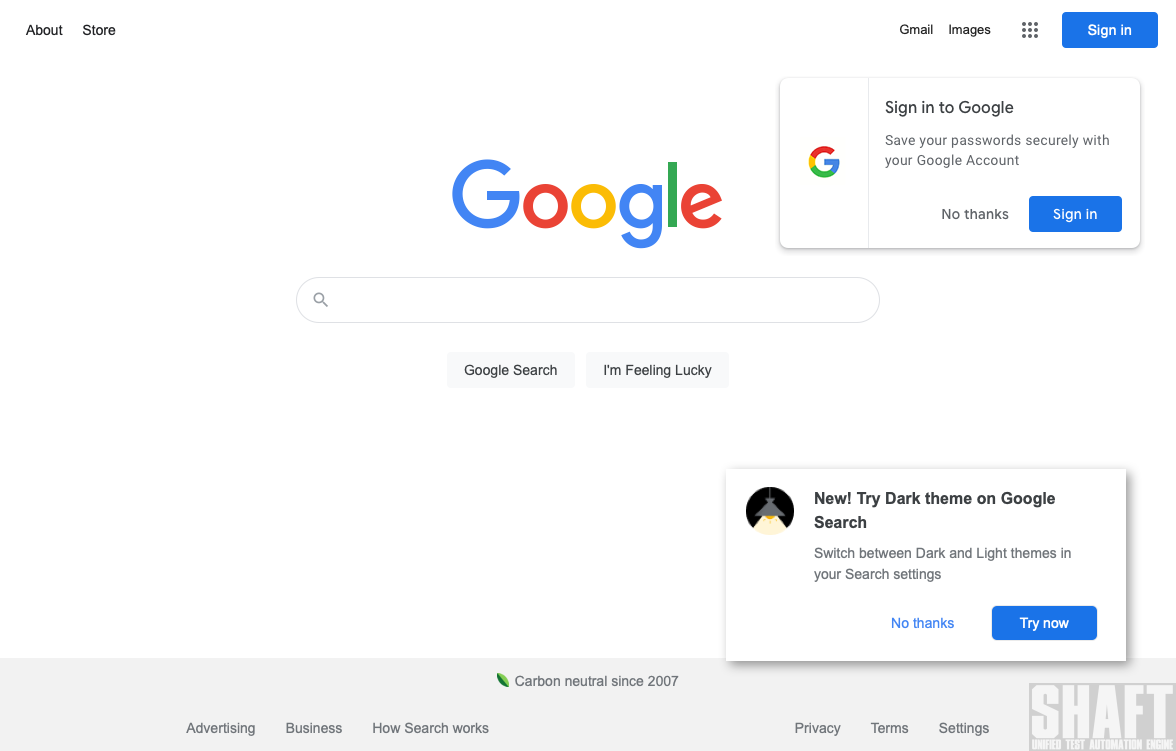 About Store
Gmail Images Sign in
Sign in to Google
Save your passwords securely with
your Google Account
No thanks Sign in
Google
Google Search I'm Feeling Lucky
New! Try Dark theme on Google
Search
Switch between Dark and Light themes in
your Search settings
No thanks Try now
Carbon neutral since 2007
Advertising Business How Search works
Privacy Terms Settings
SHAFT
UNIFIED TEST AUTOMATION ENGINE